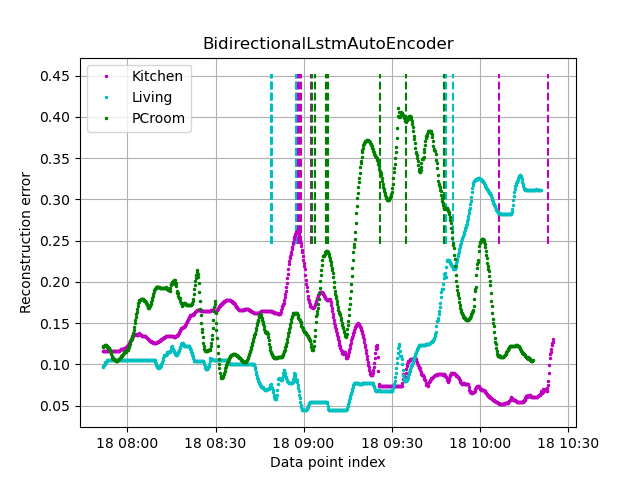 BidirectionalLstmAutoEncoder
Kitchen
Living
PCroom
0.45
0.40
0.35
0.30
0.25
0.20
0.15
0.10
0.05
Reconstruction error
18 08:00
18 08:30
18 09:00
18 09:30
18 10:00
18 10:30
Data point index